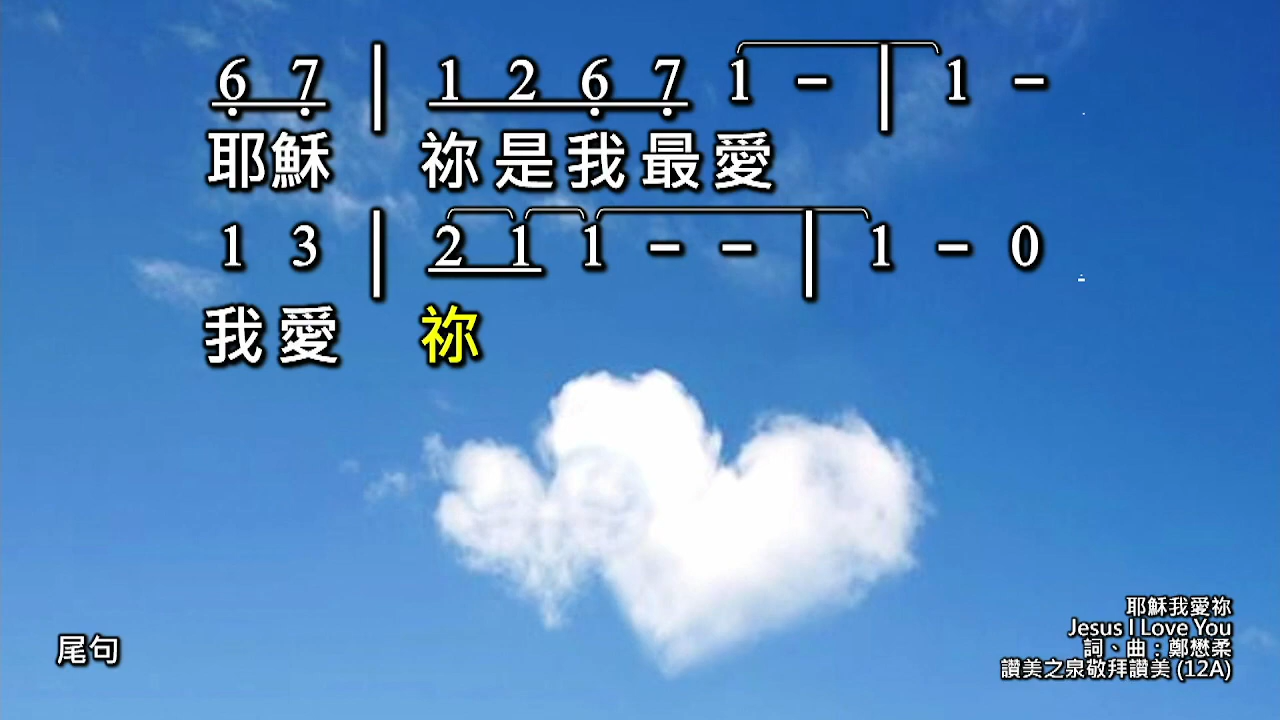 6 7 | 1 2 6 7 1 - | 1 -
耶穌 祢是我最愛
1 3 | 2 1 1 - - | 1 - 0
我愛 祢
耶穌我愛祢
Jesus I Love You
詞、曲：鄭懋柔
讚美之泉敬拜讚美 (12A)
尾句